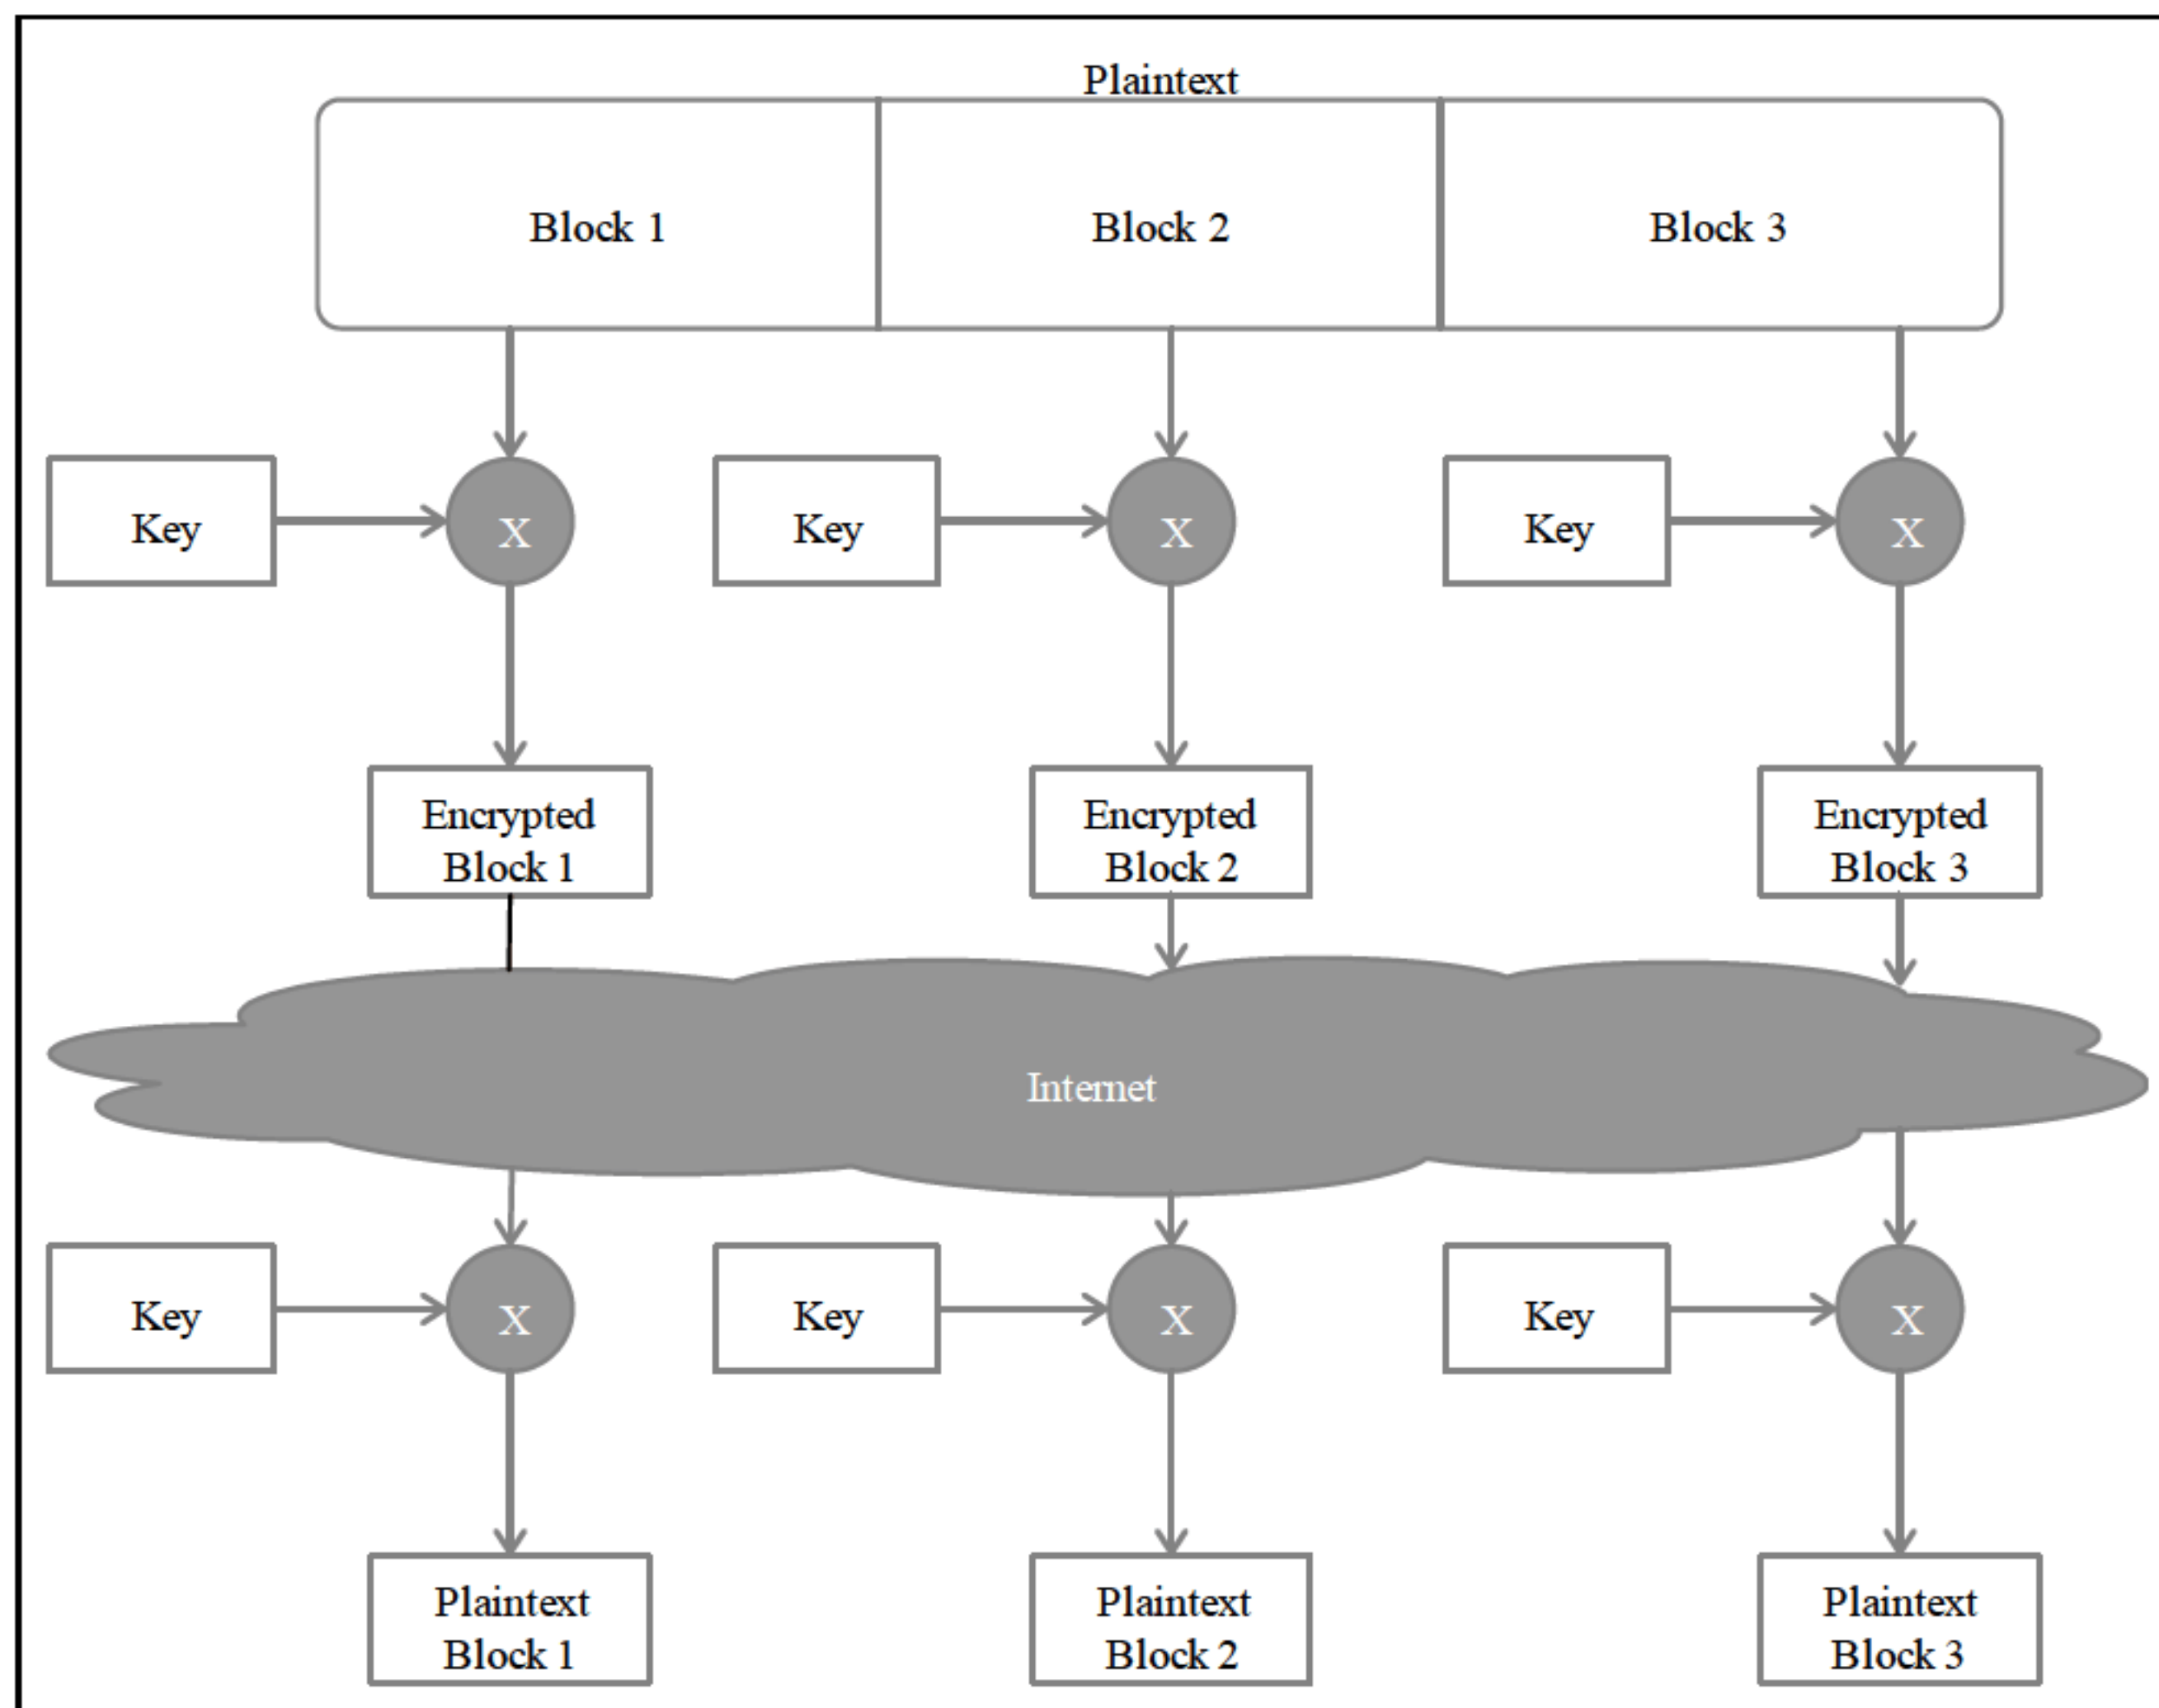 Plaintext
Block 1
Block 2
Block 3
Key
X
Key
X
Key
X
Encrypted
Block 1
Encrypted
Block 2
Encrypted
Block 3
Internet
Key
X
Key
X
Key
X
Plaintext
Block 1
Plaintext
Block 2
Plaintext
Block 3